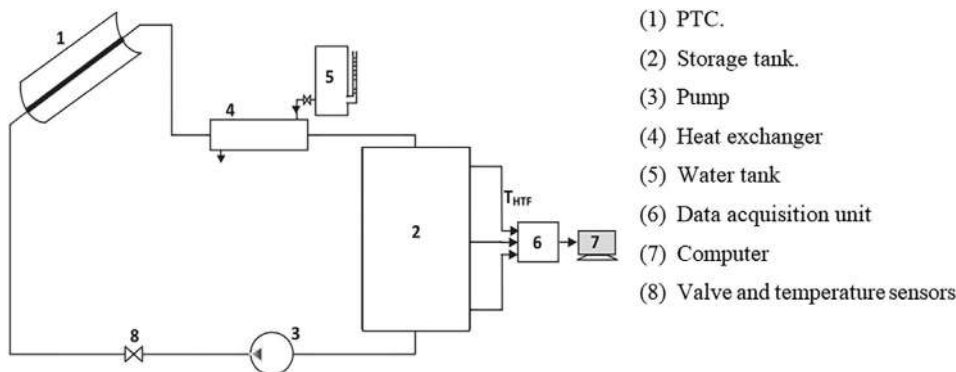 1
4
5
2
T_HTF
6
7
8
3
(1) PTC.
(2) Storage tank.
(3) Pump
(4) Heat exchanger
(5) Water tank
(6) Data acquisition unit
(7) Computer
(8) Valve and temperature sensors